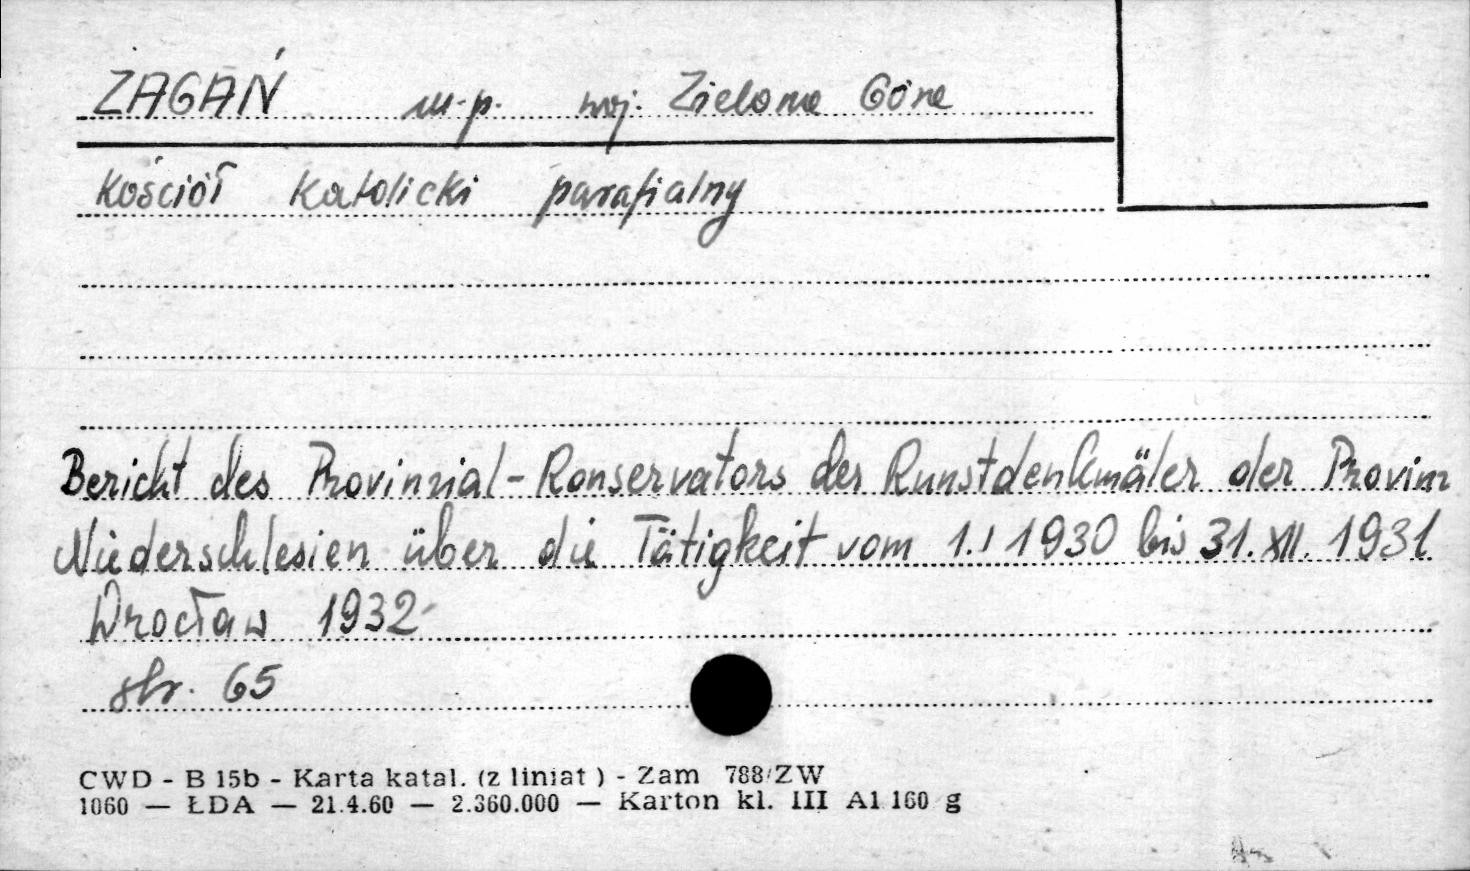 ŻAGAŃ m.p. woj. Zielona Góra
Kościół Katolicki parafialny
Bericht des Provinzial-Konservators der Kunstdenkmäler der Provinz
Niederschlesien über die Tätigkeit vom 1.I 1930 bis 31.XII. 1931
Wrocław 1932
str. 65
CWD - B 15b - Karta katal. (z liniat ) - Zam 788/ZW
1060 — ŁDA — 21.4.60 — 2.360.000 — Karton kl. III A1 160 g